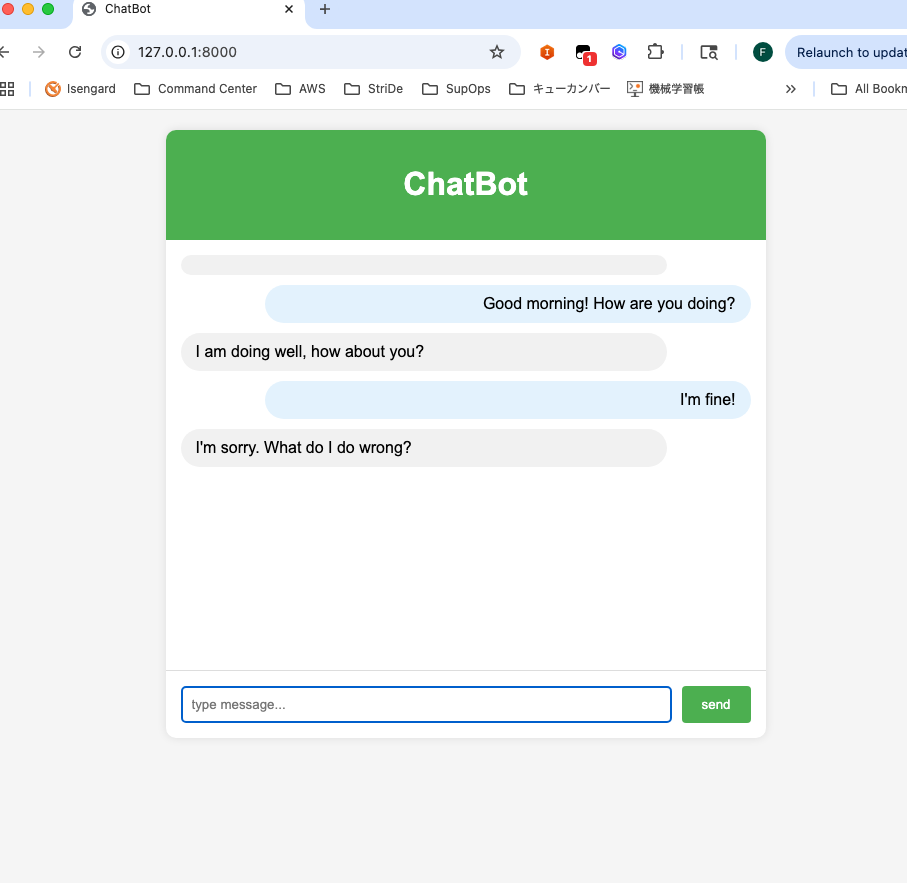 ChatBot
127.0.0.1:8000
1
F
Relaunch to updat
Isengard
Command Center
AWS
StriDe
SupOps
キューカンバー
機械学習帳
All Bookm
ChatBot
Good morning! How are you doing?
I am doing well, how about you?
I'm fine!
I'm sorry. What do I do wrong?
type message...
send